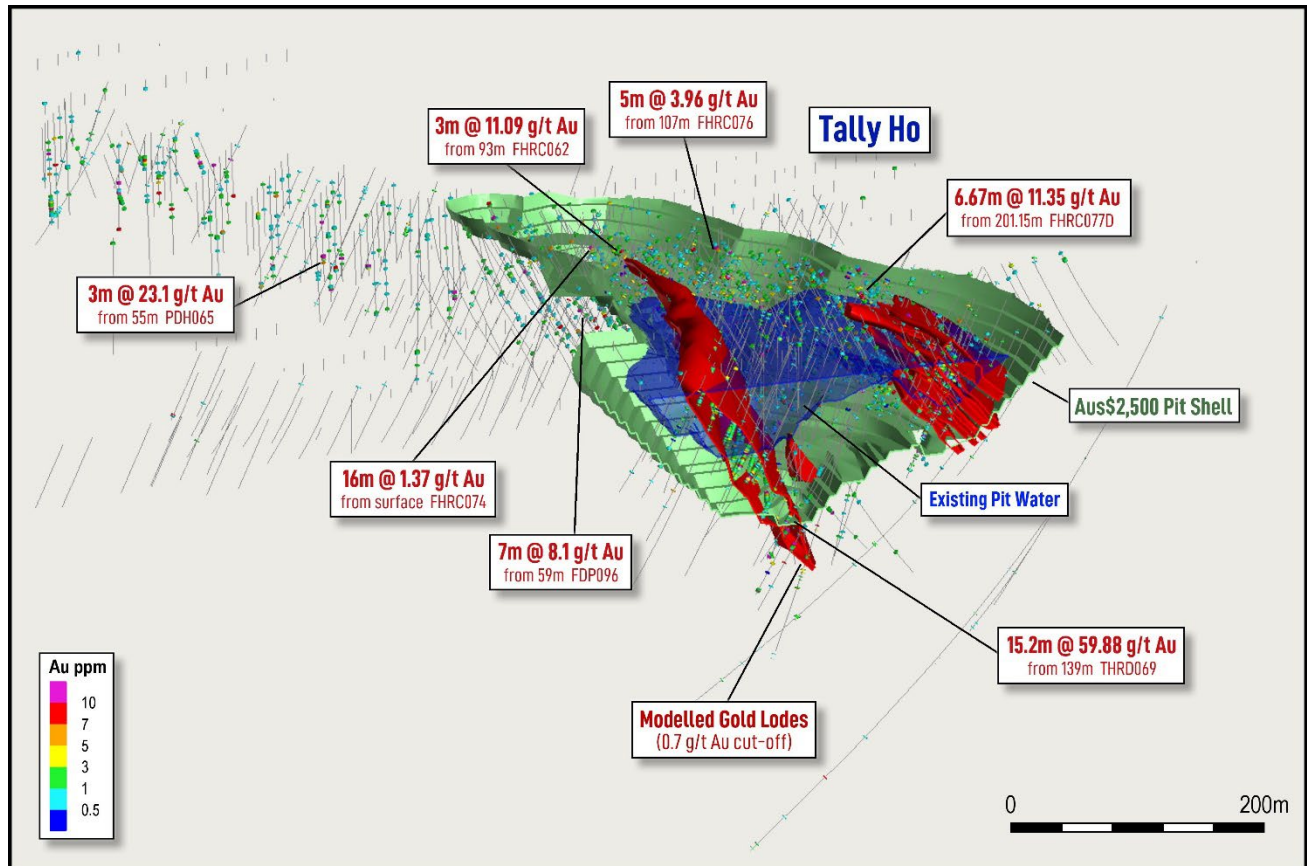 5m @ 3.96 g/t Au
from 107m FHRC076
Tally Ho
3m @ 11.09 g/t Au
from 93m FHRC062
6.67m @ 11.35 g/t Au
from 201.15m FHRC077D
3m @ 23.1 g/t Au
from 55m PDH065
Aus$2,500 Pit Shell
16m @ 1.37 g/t Au
from surface FHRC074
Existing Pit Water
7m @ 8.1 g/t Au
from 59m FDP096
15.2m @ 59.88 g/t Au
from 139m THRD069
Modelled Gold Lodes
(0.7 g/t Au cut-off)
Au ppm
10
7
5
3
1
0.5
0 200m